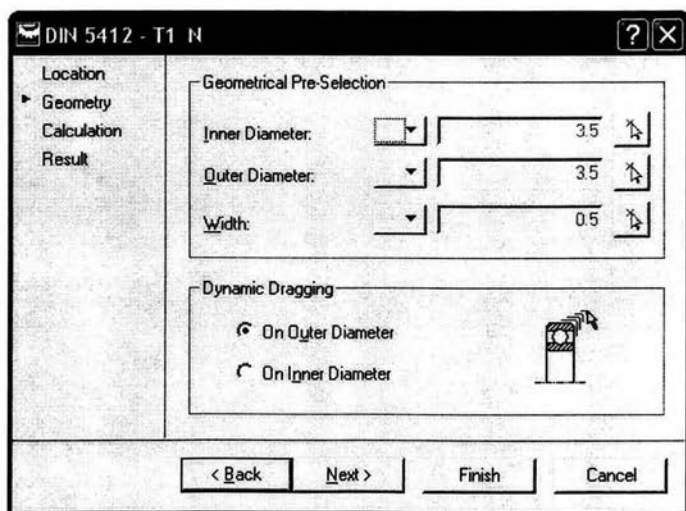 DIN 5412 - T1 N
Location
Geometry
Calculation
Result
Geometrical Pre-Selection
Inner Diameter: 3.5
Outer Diameter: 3.5
Width: 0.5
Dynamic Dragging
On Outer Diameter
On Inner Diameter
< Back Next > Finish Cancel